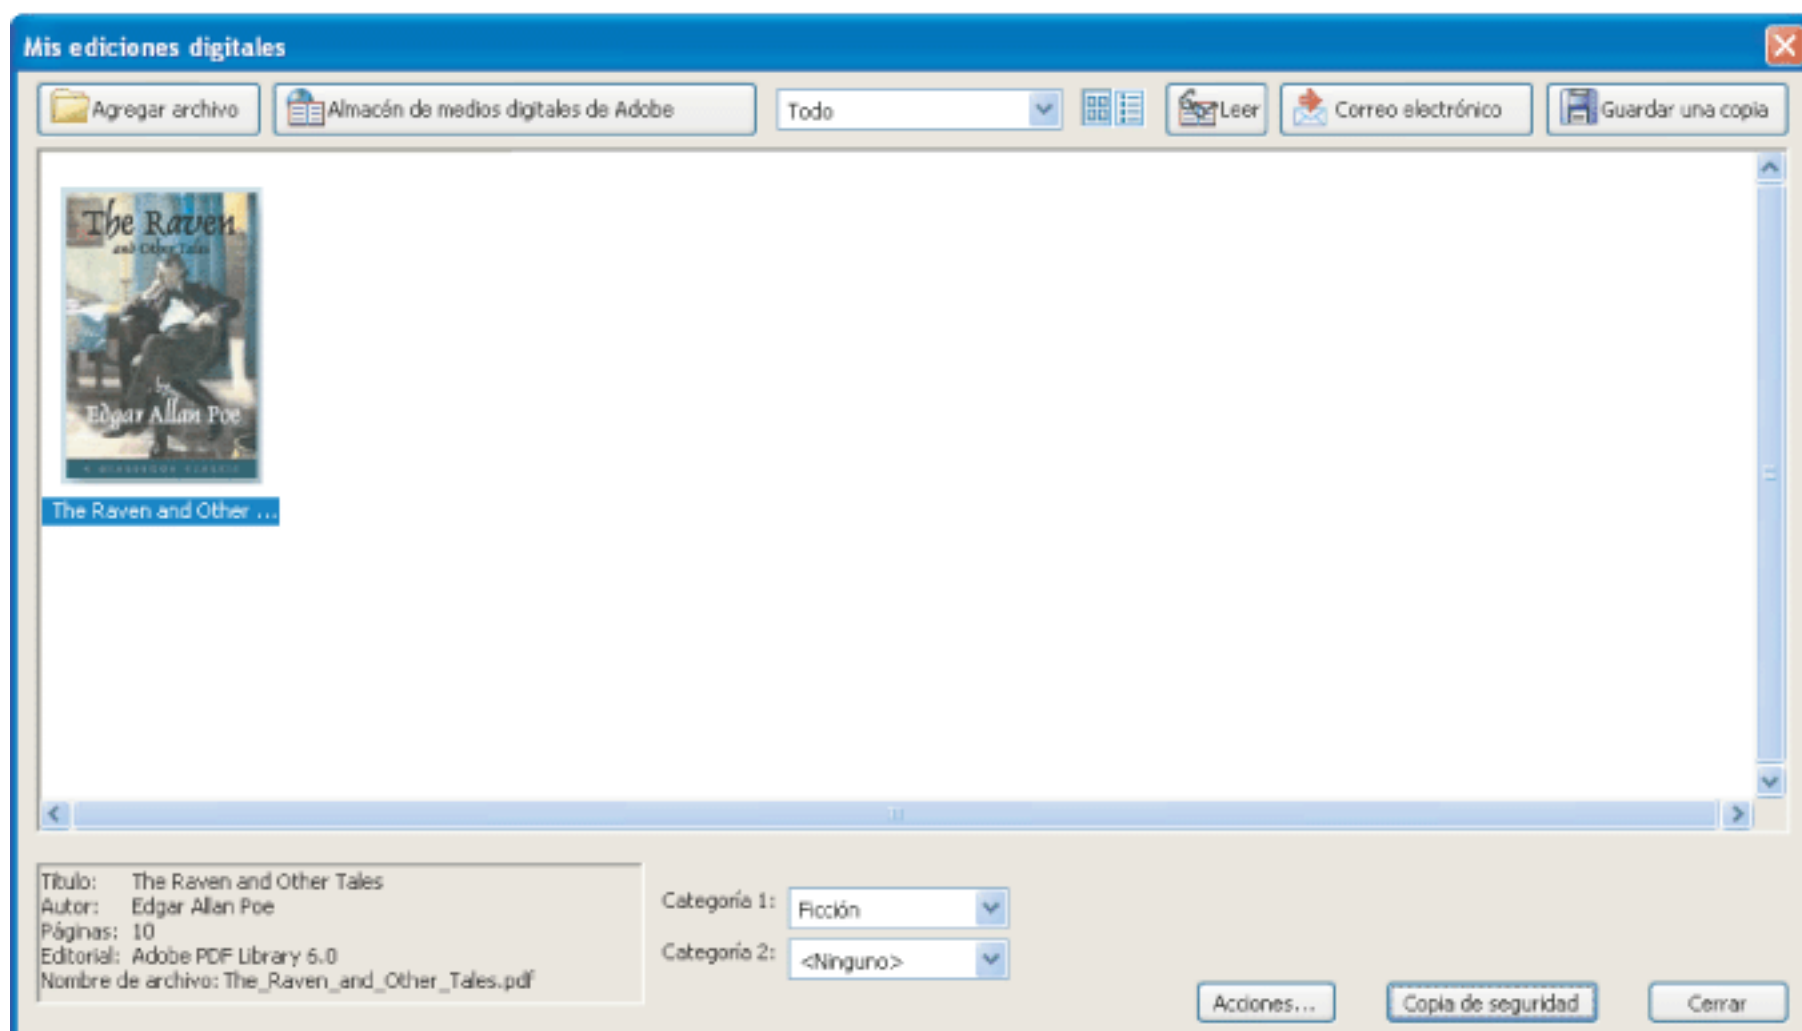 Mis ediciones digitales
Agregar archivo
Almacén de medios digitales de Adobe
Todo
Leer
Correo electrónico
Guardar una copia
The Raven
and Other Tales
by
Edgar Allan Poe
The Raven and Other ...
Título: The Raven and Other Tales
Autor: Edgar Allan Poe
Páginas: 10
Editorial: Adobe PDF Library 6.0
Nombre de archivo: The_Raven_and_Other_Tales.pdf
Categoría 1: Ficción
Categoría 2: <Ninguno>
Acciones...
Copia de seguridad
Cerrar